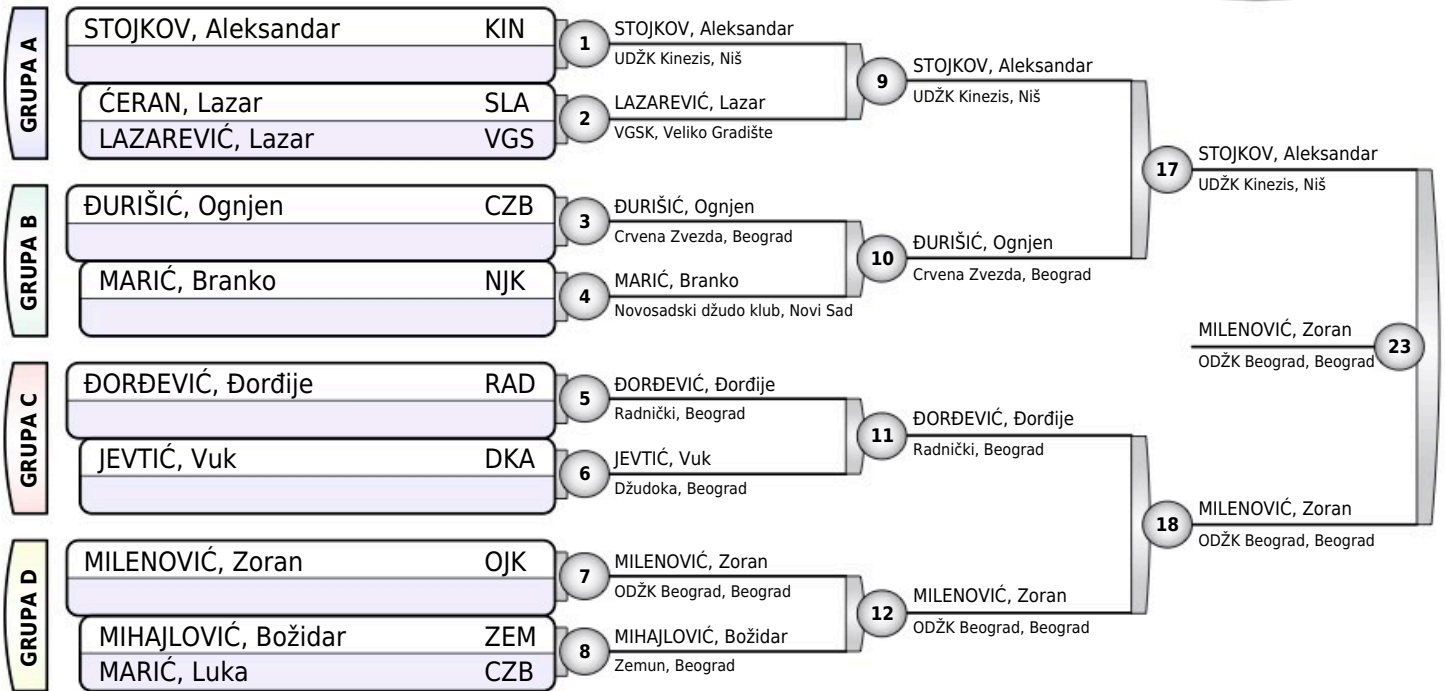 GRUPA A
STOJKOV, Aleksandar KIN
ĆERAN, Lazar SLA
LAZAREVIĆ, Lazar VGS
1
STOJKOV, Aleksandar
UDŽK Kinezis, Niš
2
LAZAREVIĆ, Lazar
VGSK, Veliko Gradište
9
STOJKOV, Aleksandar
UDŽK Kinezis, Niš
GRUPA B
ĐURIŠIĆ, Ognjen CZB
MARIĆ, Branko NJK
3
ĐURIŠIĆ, Ognjen
Crvena Zvezda, Beograd
4
MARIĆ, Branko
Novosadski džudo klub, Novi Sad
10
ĐURIŠIĆ, Ognjen
Crvena Zvezda, Beograd
17
STOJKOV, Aleksandar
UDŽK Kinezis, Niš
GRUPA C
ĐORĐEVIĆ, Đorđije RAD
JEVTIĆ, Vuk DKA
5
ĐORĐEVIĆ, Đorđije
Radnički, Beograd
6
JEVTIĆ, Vuk
Džudoka, Beograd
11
ĐORĐEVIĆ, Đorđije
Radnički, Beograd
GRUPA D
MILENOVIĆ, Zoran OJK
MIHAJLOVIĆ, Božidar ZEM
MARIĆ, Luka CZB
7
MILENOVIĆ, Zoran
ODŽK Beograd, Beograd
8
MIHAJLOVIĆ, Božidar
Zemun, Beograd
12
MILENOVIĆ, Zoran
ODŽK Beograd, Beograd
18
MILENOVIĆ, Zoran
ODŽK Beograd, Beograd
MILENOVIĆ, Zoran
ODŽK Beograd, Beograd
23